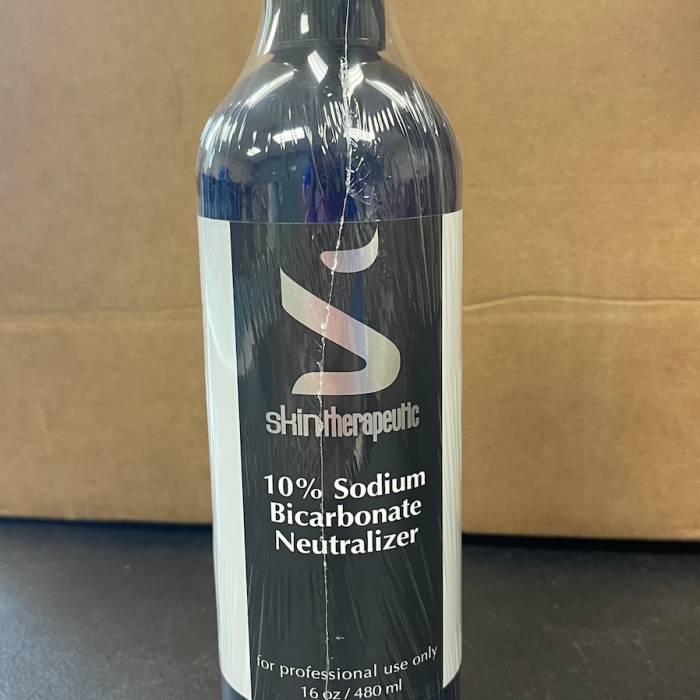 skintherapeutic
10% Sodium
Bicarbonate
Neutralizer
for professional use only
16 oz / 480 ml